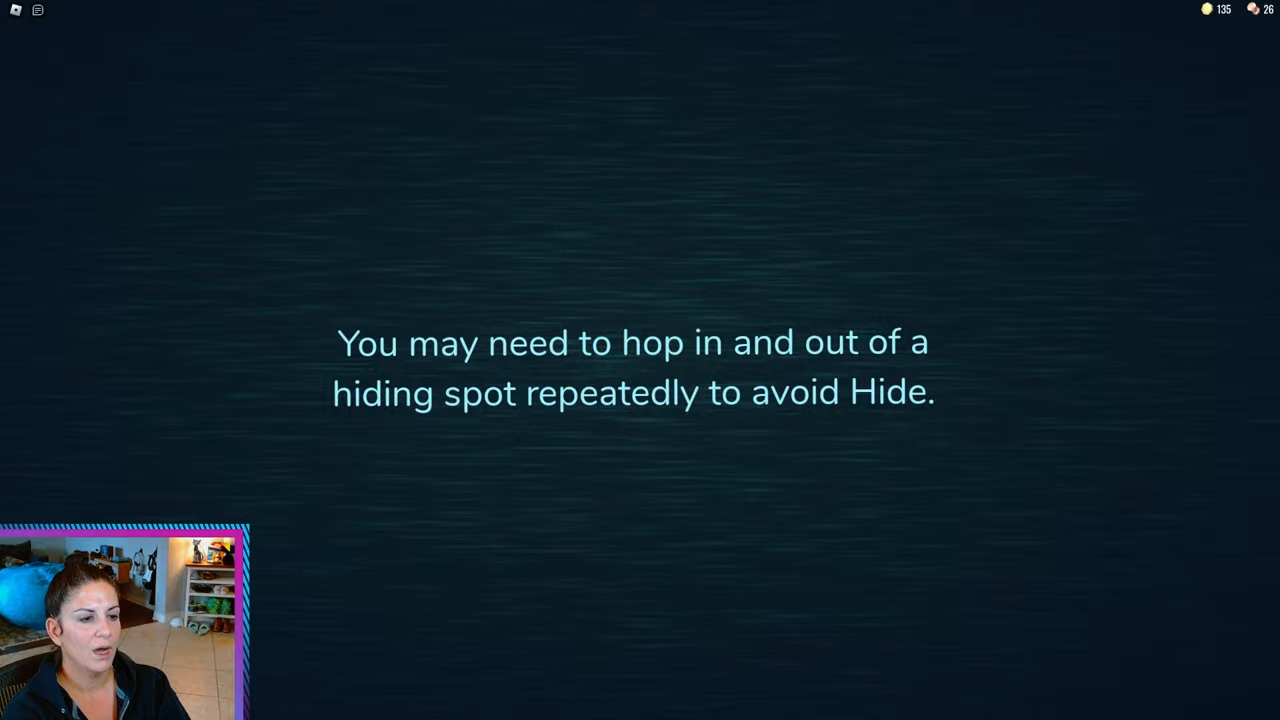 135
26
You may need to hop in and out of a
hiding spot repeatedly to avoid Hide.